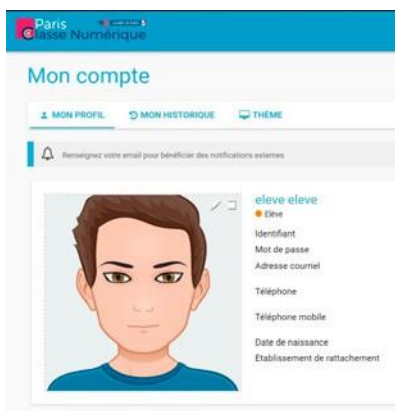 Paris
Classe Numérique
Mon compte
MON PROFIL MON HISTORIQUE THÈME
Renseignez votre email pour bénéficier des notifications externes
eleve eleve
Elève
Identifiant
Mot de passe
Adresse courriel
Téléphone
Téléphone mobile
Date de naissance
Etablissement de rattachement